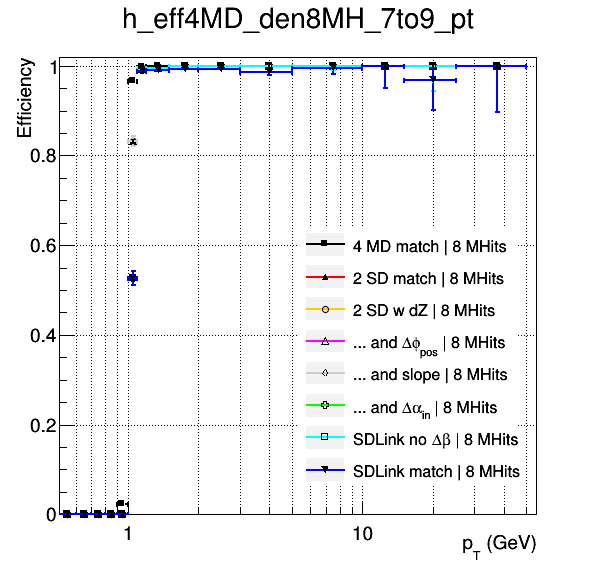 h_eff4MD_den8MH_7to9_pt
Efficiency
1
0.8
0.6
0.4
0.2
0
4 MD match | 8 MHits
2 SD match | 8 MHits
2 SD w dZ | 8 MHits
... and Δϕpos | 8 MHits
... and slope | 8 MHits
... and Δαin | 8 MHits
SDLink no Δβ | 8 MHits
SDLink match | 8 MHits
1 10
pT (GeV)